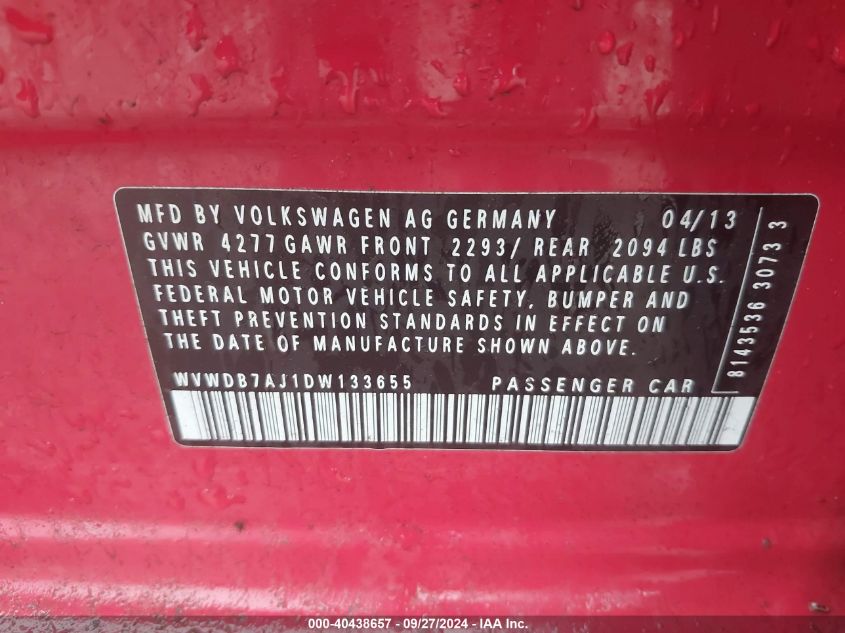 MFD BY VOLKSWAGEN AG GERMANY 04/13
GVWR 4277 GAWR FRONT 2293/ REAR 2094 LBS
THIS VEHICLE CONFORMS TO ALL APPLICABLE U.S.
FEDERAL MOTOR VEHICLE SAFETY, BUMPER AND
THEFT PREVENTION STANDARDS IN EFFECT ON
THE DATE OF MANUFACTURE SHOWN ABOVE.
WVWDB7AJ1DW133655 PASSENGER CAR
8143536 3073 3
000-40438657 - 09/27/2024 - IAA Inc.